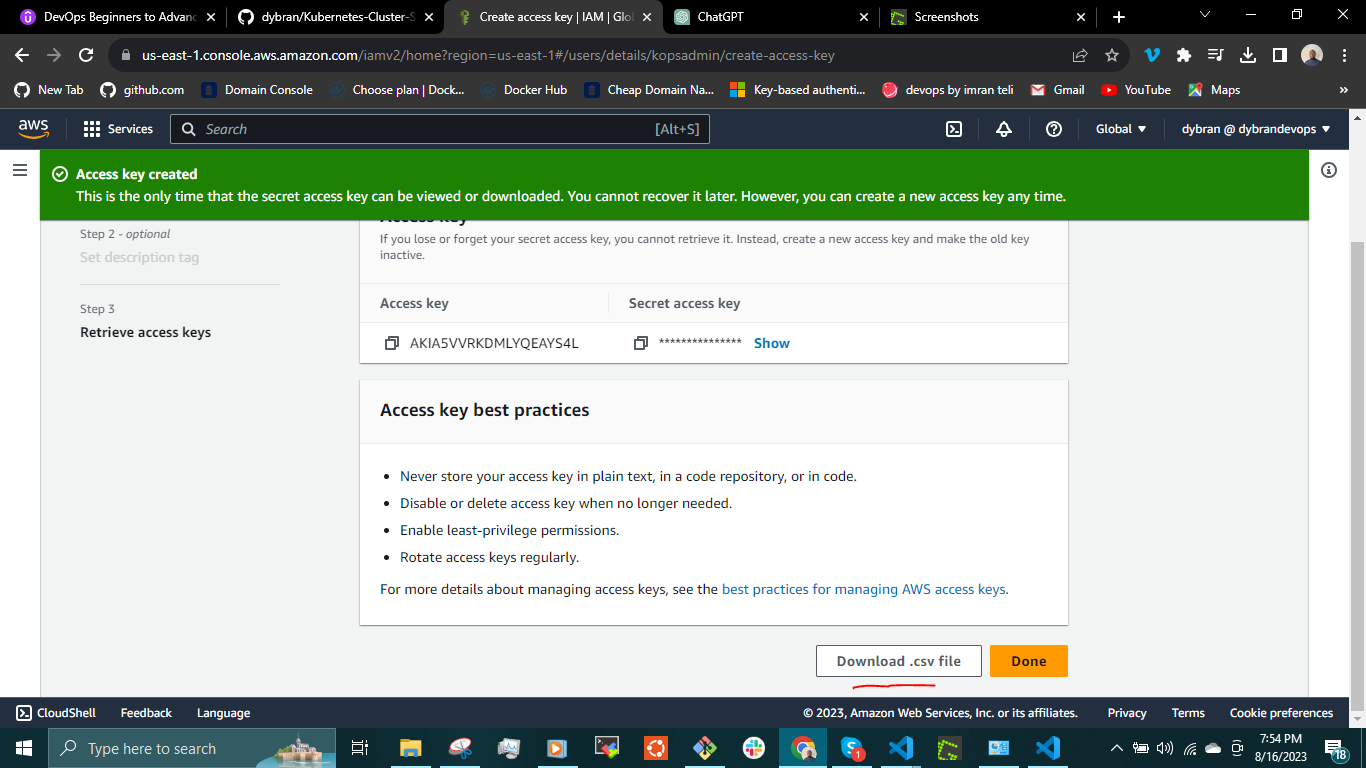 DevOps Beginners to Advanc
dybran/Kubernetes-Cluster-S
Create access key | IAM | Glo
ChatGPT
Screenshots
us-east-1.console.aws.amazon.com/iamv2/home?region=us-east-1#/users/details/kopsadmin/create-access-key
New Tab
github.com
Domain Console
Choose plan | Dock...
Docker Hub
Cheap Domain Na...
Key-based authenti...
devops by imran teli
Gmail
YouTube
Maps
»
aws
Services
Search
[Alt+S]
Global
dybran @ dybrandevops
Access key created
This is the only time that the secret access key can be viewed or downloaded. You cannot recover it later. However, you can create a new access key any time.
Step 2 - optional
Set description tag
Step 3
Retrieve access keys
Access key
If you lose or forget your secret access key, you cannot retrieve it. Instead, create a new access key and make the old key
inactive.
Access key
Secret access key
AKIA5VVRKDMLYQEAYS4L
***************
Show
Access key best practices
• Never store your access key in plain text, in a code repository, or in code.
• Disable or delete access key when no longer needed.
• Enable least-privilege permissions.
• Rotate access keys regularly.
For more details about managing access keys, see the best practices for managing AWS access keys.
Download .csv file
Done
CloudShell
Feedback
Language
© 2023, Amazon Web Services, Inc. or its affiliates.
Privacy
Terms
Cookie preferences
Type here to search
1
7:54 PM
8/16/2023
18